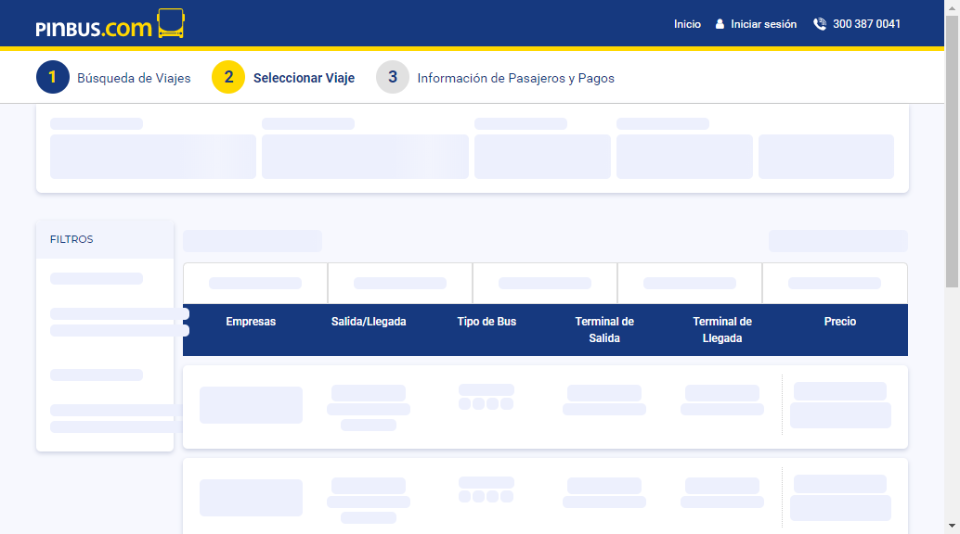 PINBUS.com
Inicio
Iniciar sesión
300 387 0041
1 Búsqueda de Viajes
2 Seleccionar Viaje
3 Información de Pasajeros y Pagos
FILTROS
Empresas
Salida/Llegada
Tipo de Bus
Terminal de
Salida
Terminal de
Llegada
Precio